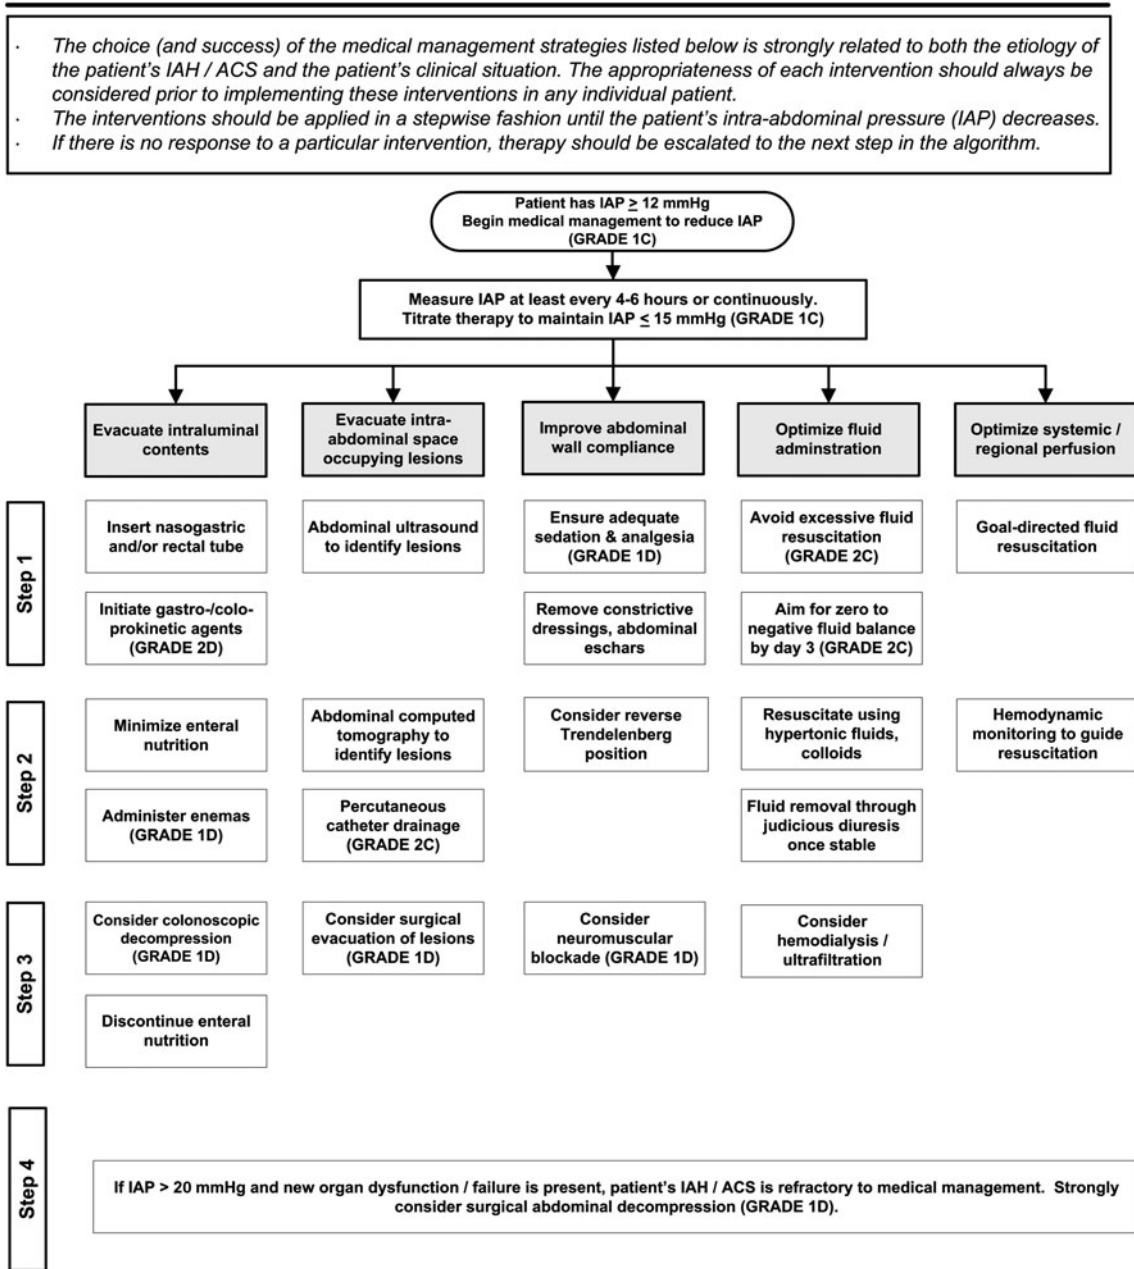 · The choice (and success) of the medical management strategies listed below is strongly related to both the etiology of
the patient's IAH / ACS and the patient's clinical situation. The appropriateness of each intervention should always be
considered prior to implementing these interventions in any individual patient.
· The interventions should be applied in a stepwise fashion until the patient's intra-abdominal pressure (IAP) decreases.
· If there is no response to a particular intervention, therapy should be escalated to the next step in the algorithm.
Patient has IAP ≥ 12 mmHg
Begin medical management to reduce IAP
(GRADE 1C)
Measure IAP at least every 4-6 hours or continuously.
Titrate therapy to maintain IAP ≤ 15 mmHg (GRADE 1C)
Evacuate intraluminal
contents
Evacuate intra-
abdominal space
occupying lesions
Improve abdominal
wall compliance
Optimize fluid
adminstration
Optimize systemic /
regional perfusion
Step 1
Insert nasogastric
and/or rectal tube
Abdominal ultrasound
to identify lesions
Ensure adequate
sedation & analgesia
(GRADE 1D)
Avoid excessive fluid
resuscitation
(GRADE 2C)
Goal-directed fluid
resuscitation
Initiate gastro-/colo-
prokinetic agents
(GRADE 2D)
Remove constrictive
dressings, abdominal
eschars
Aim for zero to
negative fluid balance
by day 3 (GRADE 2C)
Step 2
Minimize enteral
nutrition
Abdominal computed
tomography to
identify lesions
Consider reverse
Trendelenberg
position
Resuscitate using
hypertonic fluids,
colloids
Hemodynamic
monitoring to guide
resuscitation
Administer enemas
(GRADE 1D)
Percutaneous
catheter drainage
(GRADE 2C)
Fluid removal through
judicious diuresis
once stable
Step 3
Consider colonoscopic
decompression
(GRADE 1D)
Consider surgical
evacuation of lesions
(GRADE 1D)
Consider
neuromuscular
blockade (GRADE 1D)
Consider
hemodialysis /
ultrafiltration
Discontinue enteral
nutrition
Step 4
If IAP > 20 mmHg and new organ dysfunction / failure is present, patient's IAH / ACS is refractory to medical management. Strongly
consider surgical abdominal decompression (GRADE 1D).